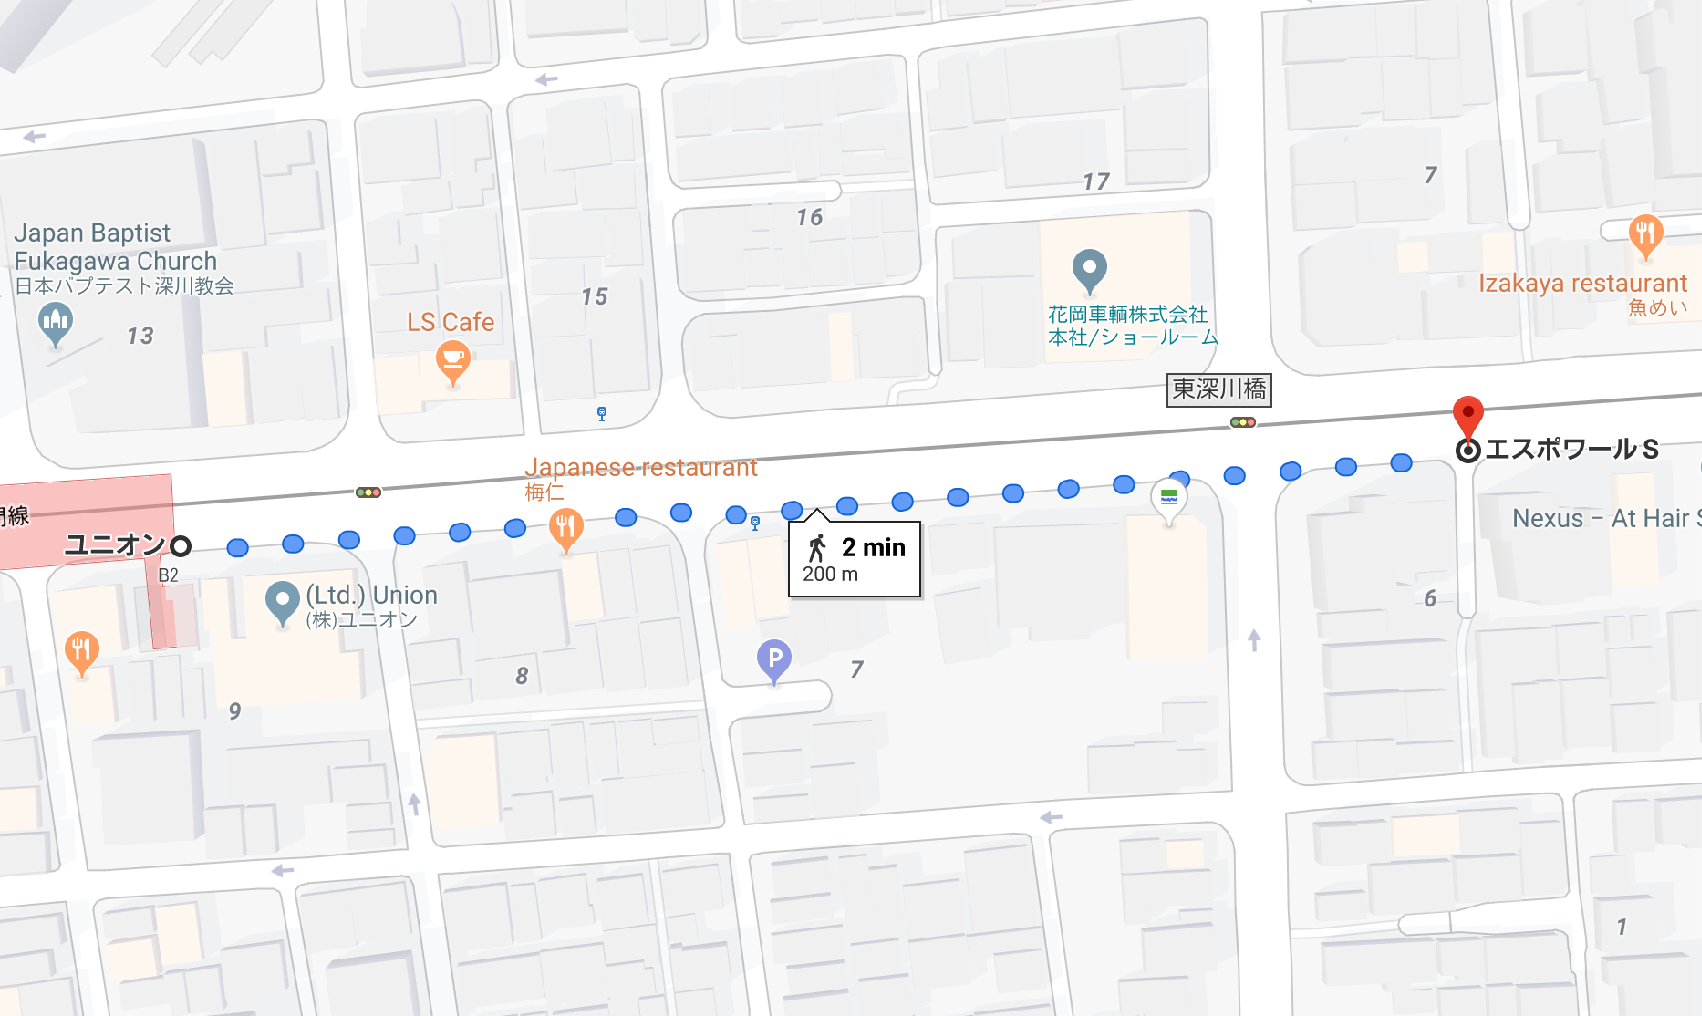 17
7
16
Japan Baptist
Fukagawa Church
日本バプテスト深川教会
13
15
LS Cafe
花岡車輌株式会社
本社/ショールーム
Izakaya restaurant
魚めい
東深川橋
エスポワールS
Japanese restaurant
梅仁
線
ユニオン
B2
2 min
200 m
Nexus – At Hair S
(Ltd.) Union
(株)ユニオン
6
P
8
7
9
1